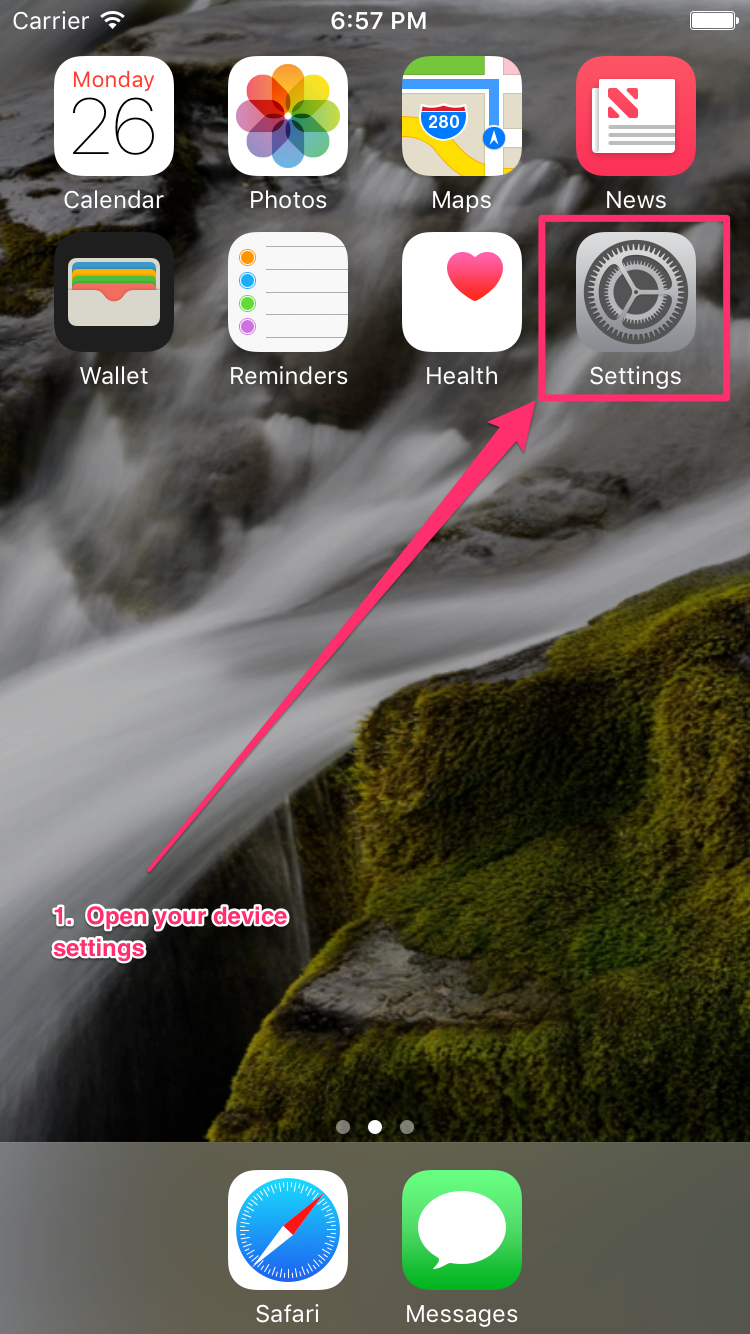 Carrier 6:57 PM
Monday
26
280
Calendar Photos Maps News
Wallet Reminders Health Settings
1. Open your device
settings
Safari Messages